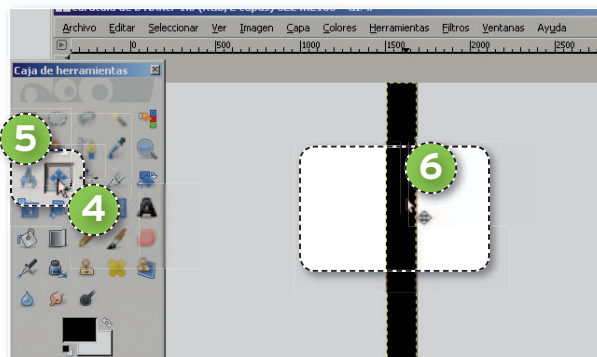 Archivo Editar Seleccionar Ver Imagen Capa Colores Herramientas Filtros Ventanas Ayuda
0 500 1000 1500 2000 2500
Caja de herramientas
5
6
4
A